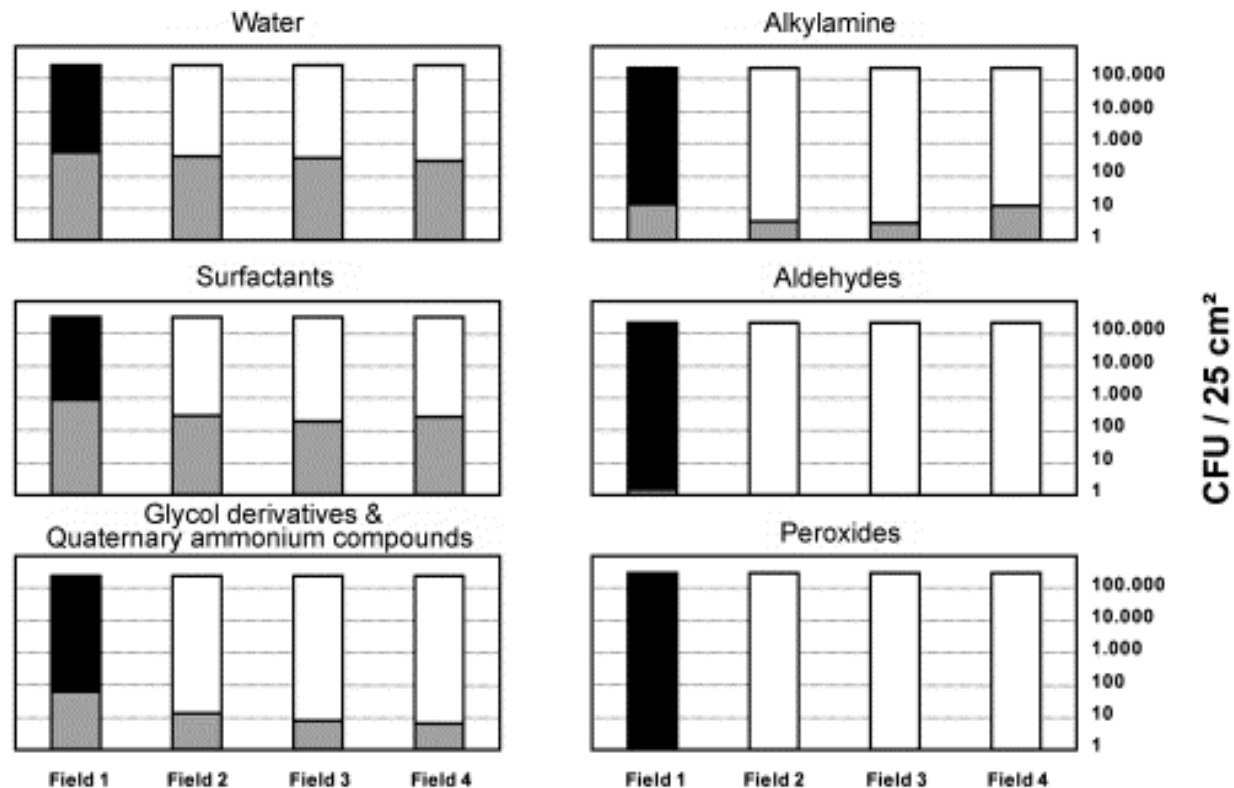 Water
Alkylamine
100.000
10.000
1.000
100
10
1
Surfactants
Aldehydes
100.000
10.000
1.000
100
10
1
CFU / 25 cm²
Glycol derivatives &
Quaternary ammonium compounds
Peroxides
100.000
10.000
1.000
100
10
1
Field 1 Field 2 Field 3 Field 4
Field 1 Field 2 Field 3 Field 4